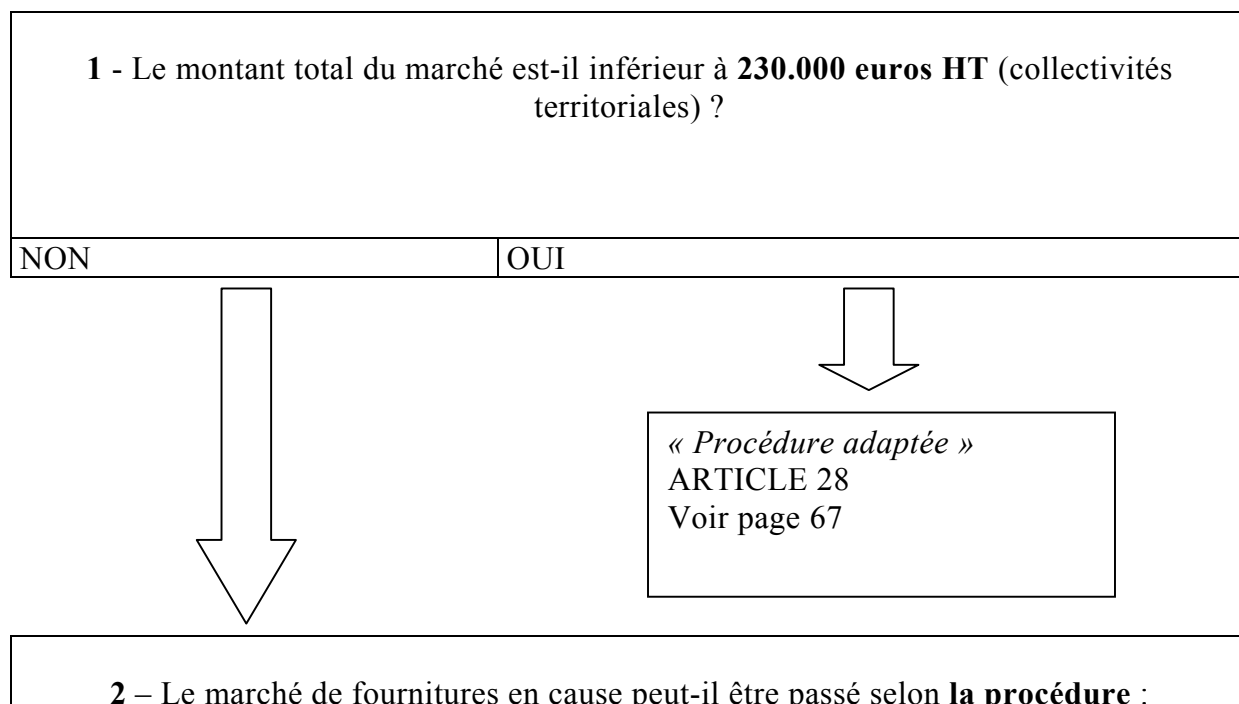 1 - Le montant total du marché est-il inférieur à 230.000 euros HT (collectivités
territoriales) ?
NON
OUI
« Procédure adaptée »
ARTICLE 28
Voir page 67
2 – Le marché de fournitures en cause peut-il être passé selon la procédure :